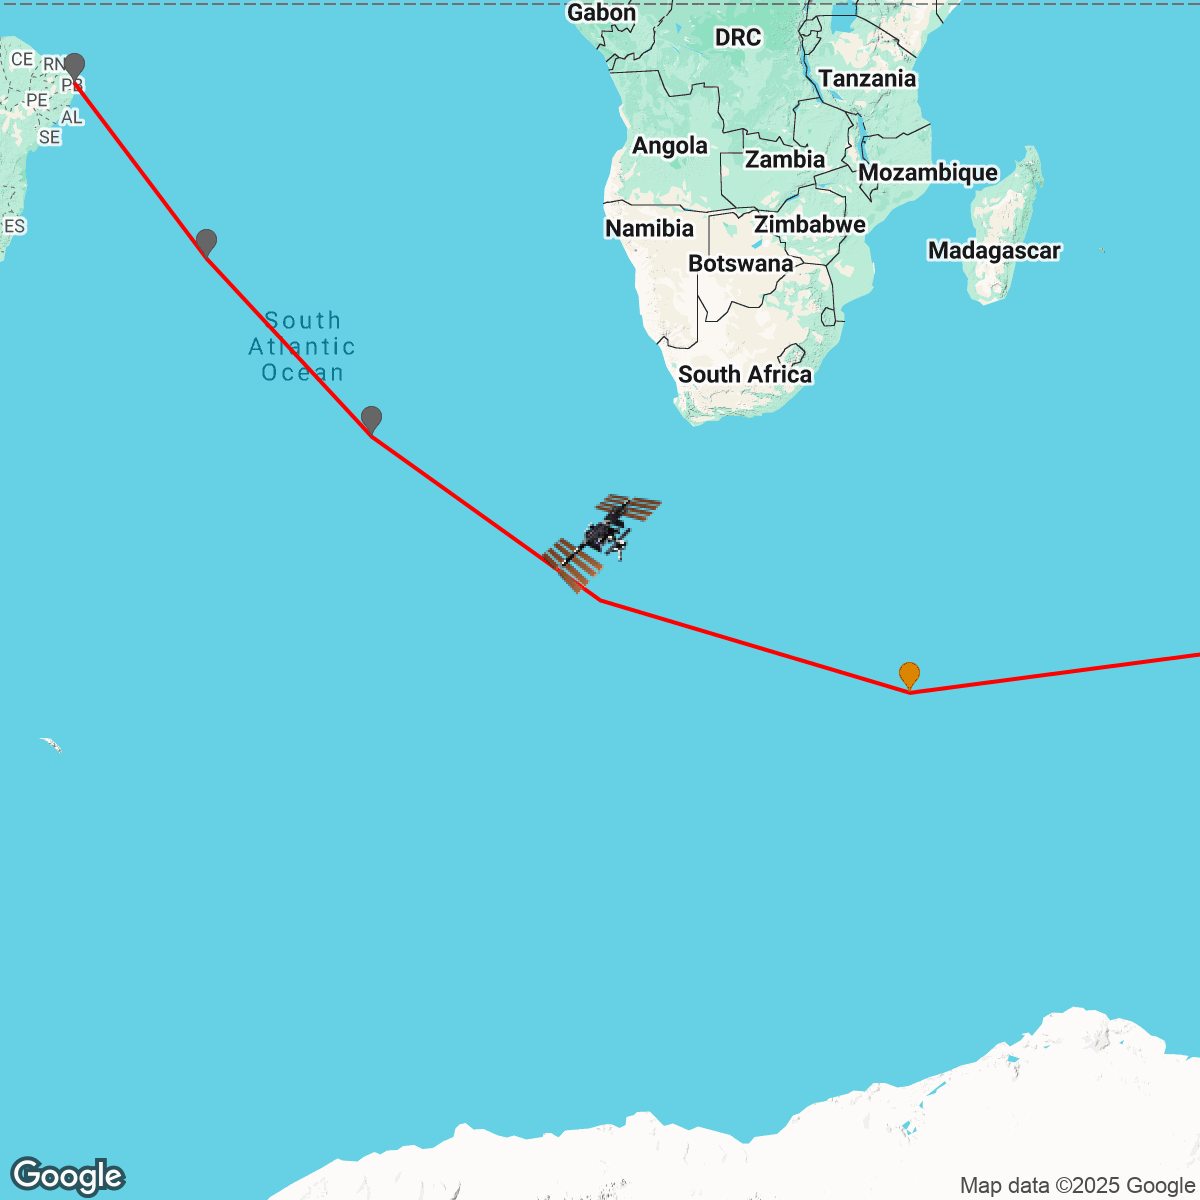 Gabon
DRC
CE
RN
Tanzania
PB
PE
AL
SE
Angola
Zambia
Mozambique
ES
Namibia
Zimbabwe
Madagascar
Botswana
South
Atlantic
Ocean
South Africa
Google
Map data ©2025 Google